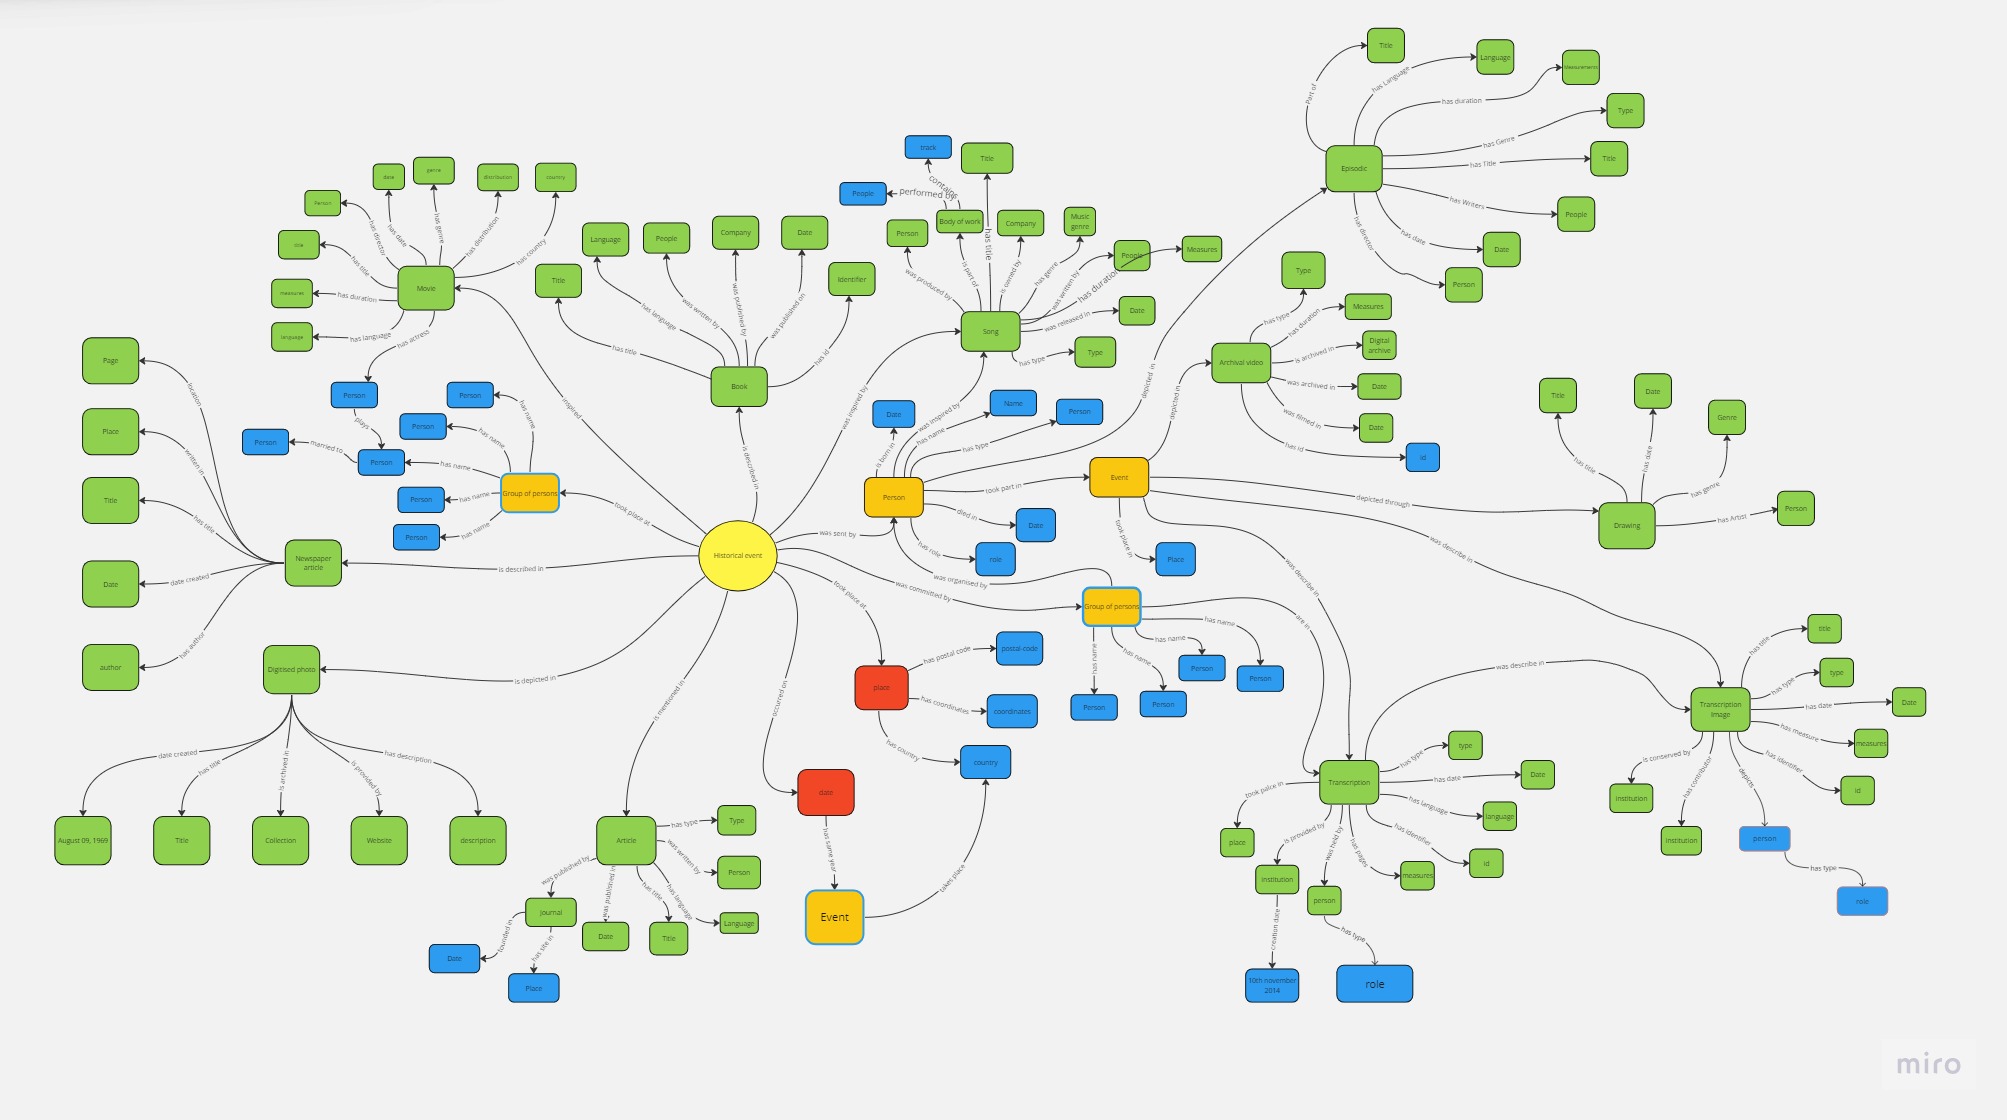 Title
Language
Measurements
Part of
has Language
has duration
Type
has Genre
Title
has Title
Episodic
has Writers
People
has date
Date
has director
Person
track
Title
contains
People
performed by
Body of work
Company
Music
genre
Person
has title
People
Measures
was produced by
is part of
is owned by
has genre
was written by
has duration
was released in
Date
Song
has type
Type
date
genre
distribution
country
Person
has director
has date
has genre
has distribution
has country
title
has title
Movie
measures
has duration
language
has language
has actress
Language
People
Company
Date
Title
Identifier
has language
was written by
was published by
was published on
has title
has id
Book
Type
Measures
has type
has duration
Digital
archive
is archived in
Archival video
was archived in
Date
was filmed in
Date
has id
id
depicted in
depicted in
Page
location
Place
written in
Title
has title
Date
date created
author
has author
Newspaper
article
Person
plays
Person
has name
Person
has name
Person
married to
Person
has name
Person
has name
Person
has name
Group of persons
took place at
inspired
is described in
was inspired by
was inspired by
Date
is born in
Name
has name
Person
has type
Person
took part in
Event
died in
Date
has role
role
took place in
Place
depicted through
Title
Date
Genre
has title
has date
has genre
has Artist
Person
Drawing
was describe in
was describe in
Historical event
was sent by
was organised by
was committed by
is described in
Group of persons
are in
has name
has name
has name
has name
Person
Person
Person
Person
took place at
place
has postal code
postal-code
has coordinates
coordinates
has country
country
occurred on
date
has same year
Event
takes place
is mentioned in
is depicted in
Digitised photo
date created
has title
is archived in
is provided by
has description
August 09, 1969
Title
Collection
Website
description
Article
has type
Type
was written by
Person
has language
Language
has title
Title
was published in
Date
was published by
Journal
founded in
Date
has site in
Place
was describe in
Transcription
has type
type
has date
Date
has language
language
has identifier
id
has pages
measures
was held by
person
has type
role
is provided by
institution
creation date
10th november
2014
took palce in
place
Transcription
Image
has title
title
has type
type
has date
Date
has measure
measures
has identifier
id
depicts
person
has type
role
has contributor
institution
is conserved by
institution
miro